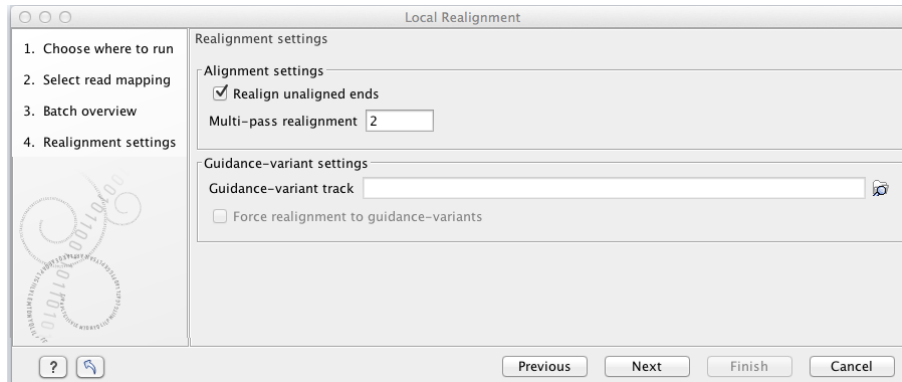 Local Realignment
1. Choose where to run
2. Select read mapping
3. Batch overview
4. Realignment settings
Realignment settings
Alignment settings
Realign unaligned ends
Multi-pass realignment 2
Guidance-variant settings
Guidance-variant track
Force realignment to guidance-variants
?
Previous
Next
Finish
Cancel